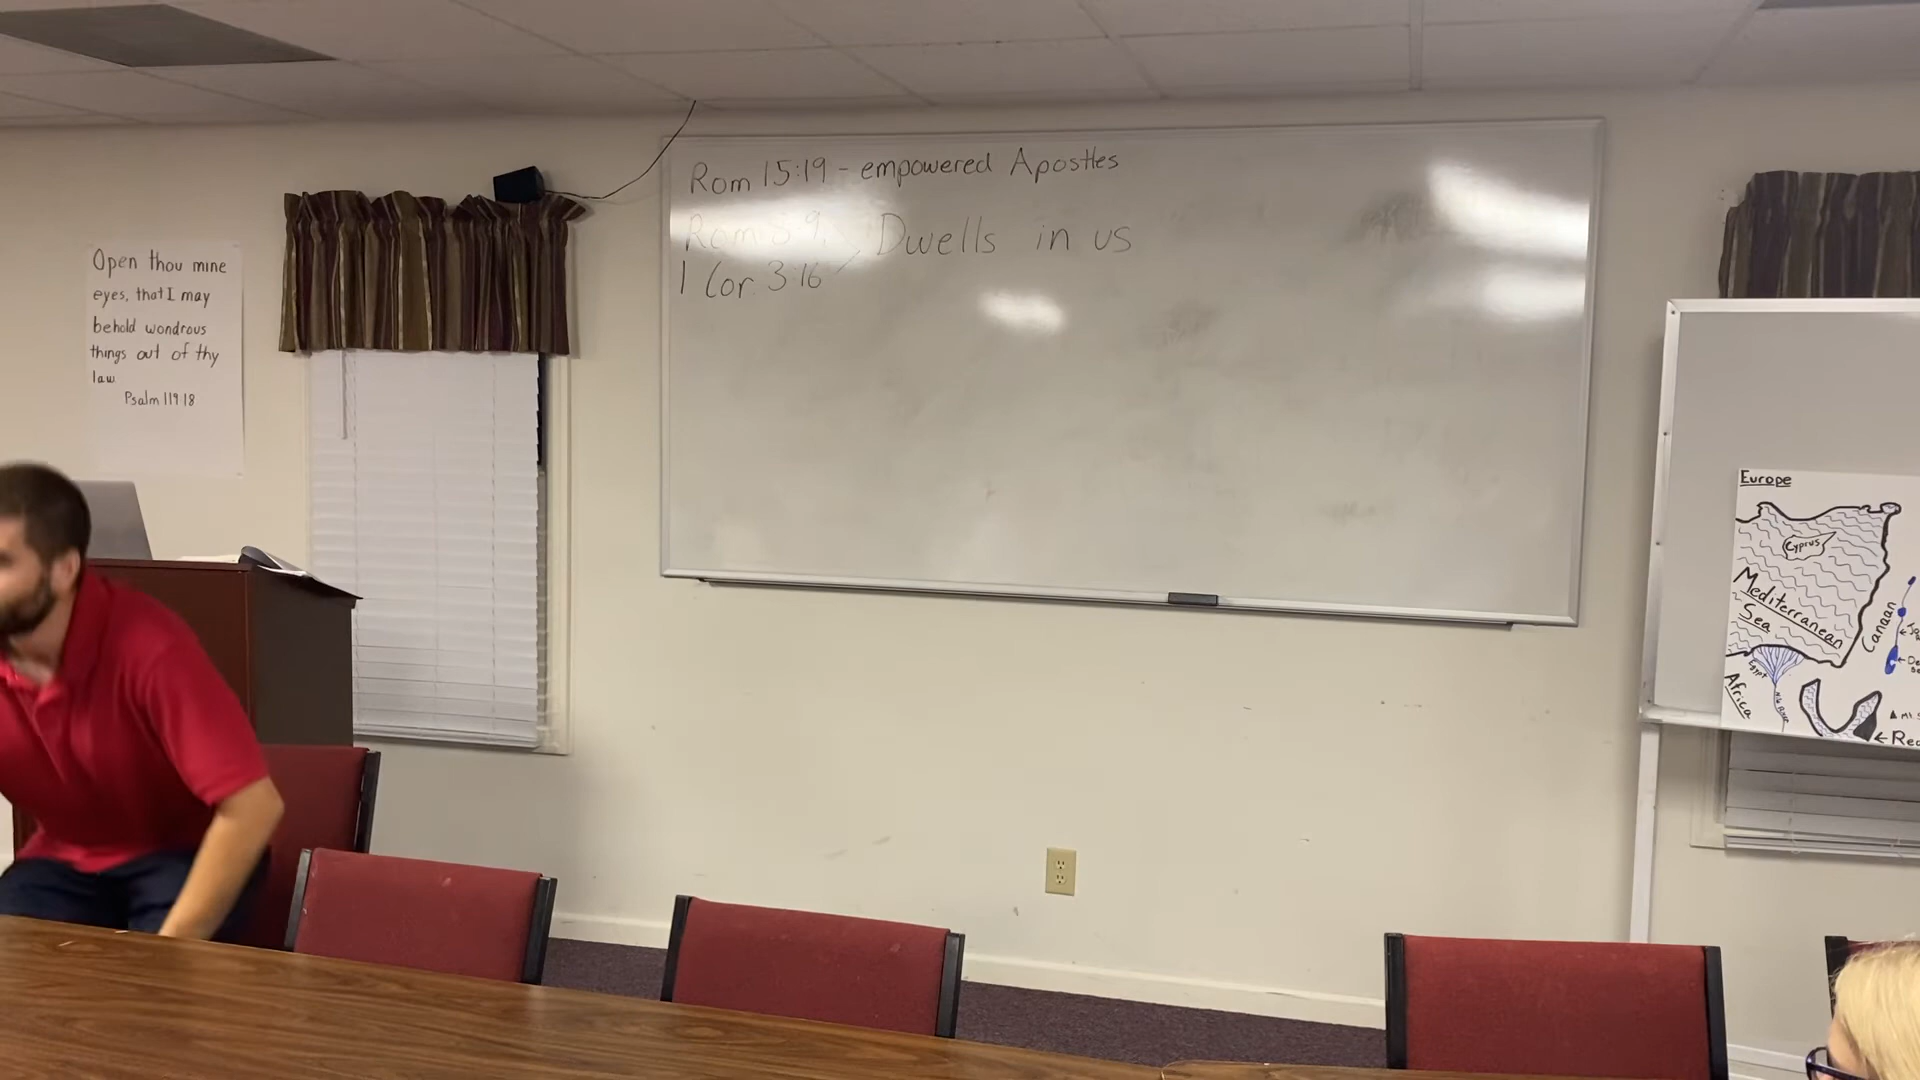 Rom 15:19 - empowered Apostles
Rom 8:9
Dwells in us
1 Cor. 3:16
Open thou mine
eyes, that I may
behold wondrous
things out of thy
law.
Psalm 119:18
Europe
Cyprus
Mediterranean
Sea
Canaan
Egypt
Africa